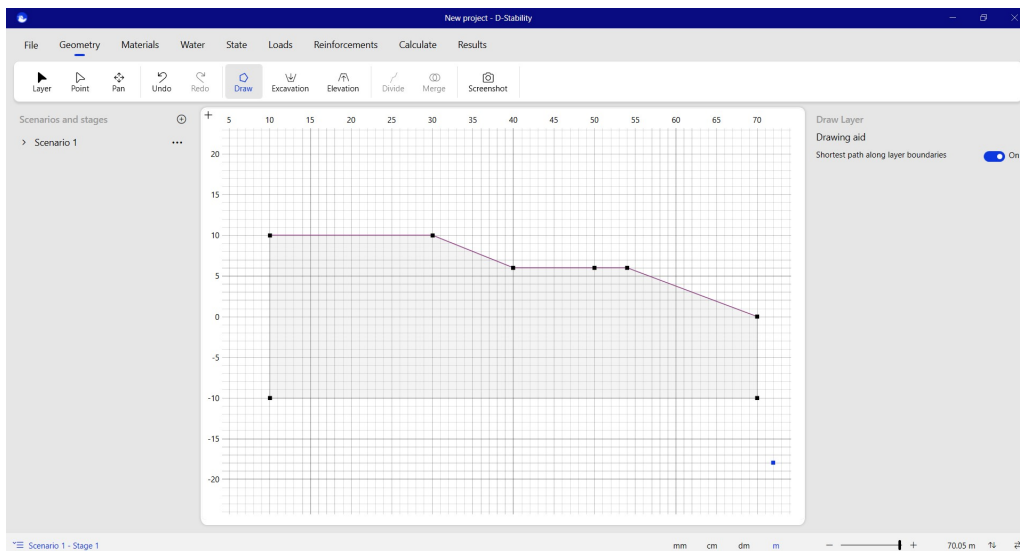 New project - D-Stability
File Geometry Materials Water State Loads Reinforcements Calculate Results
Layer Point Pan Undo Redo Draw Excavation Elevation Divide Merge Screenshot
Scenarios and stages
Scenario 1
5 10 15 20 25 30 35 40 45 50 55 60 65 70
20
15
10
5
0
-5
-10
-15
-20
Draw Layer
Drawing aid
Shortest path along layer boundaries On
Scenario 1 - Stage 1
mm cm dm m
70.05 m